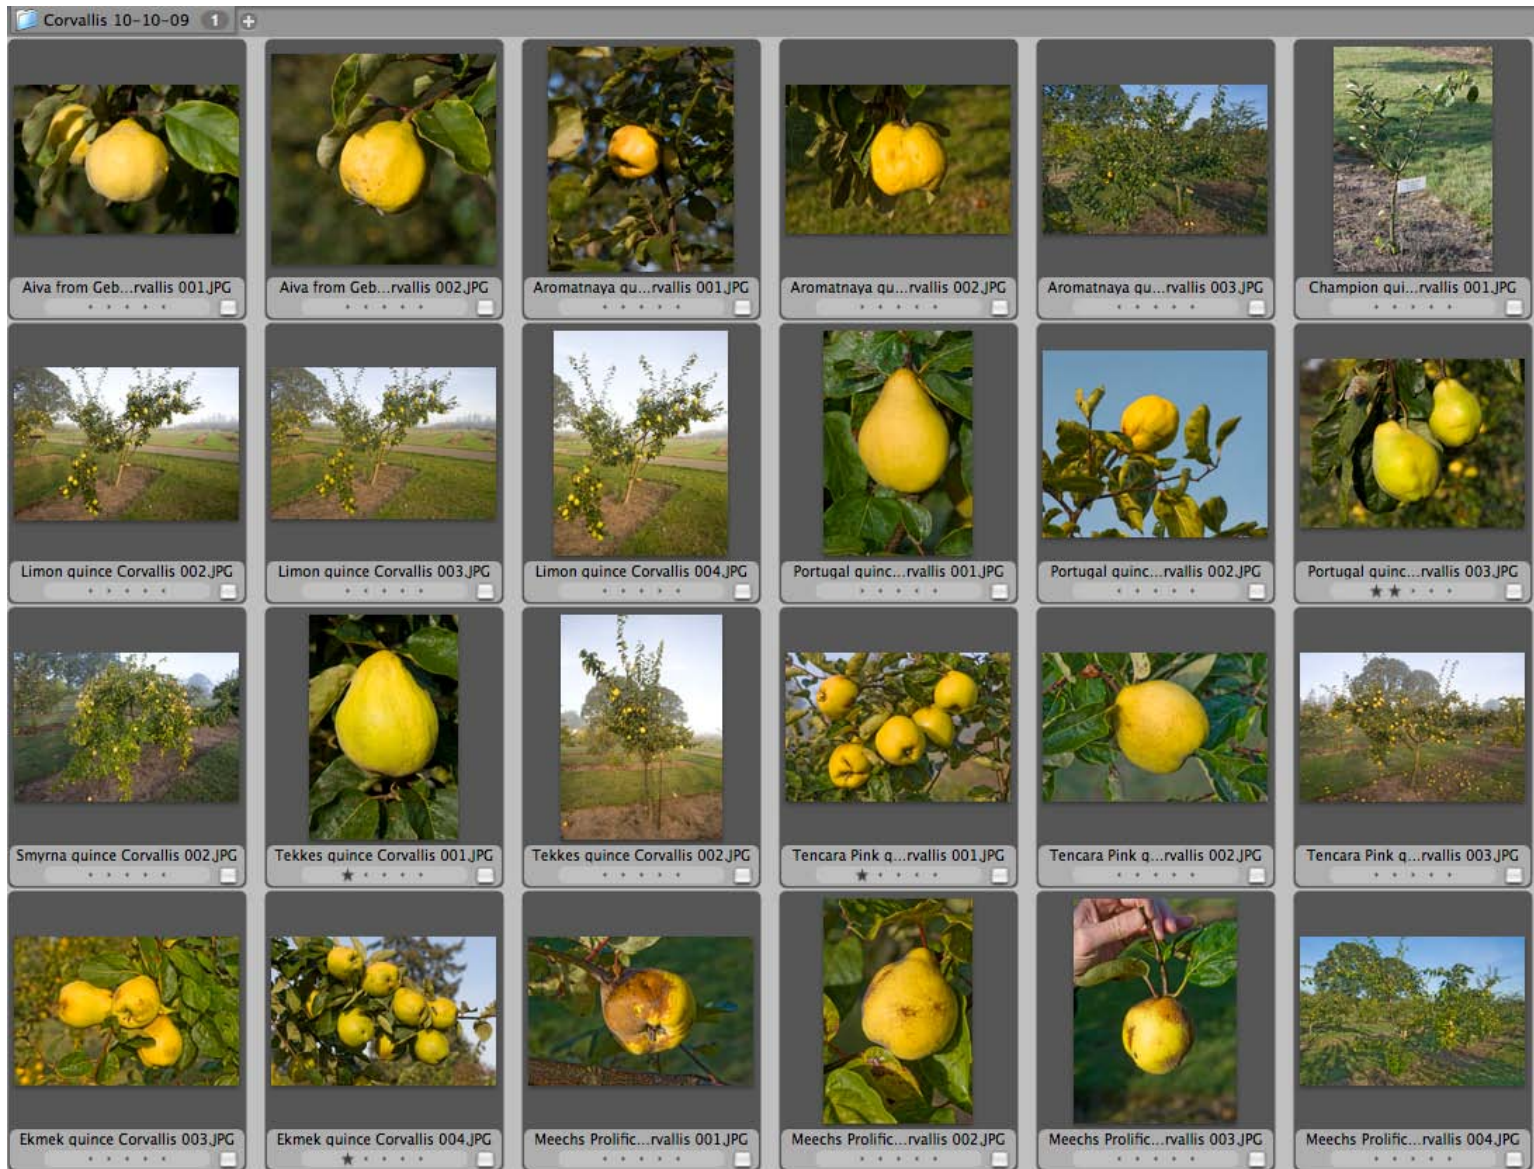 Corvallis 10-10-09 1
Aiva from Geb...rvallis 001.JPG
Aiva from Geb...rvallis 002.JPG
Aromatnaya qu...rvallis 001.JPG
Aromatnaya qu...rvallis 002.JPG
Aromatnaya qu...rvallis 003.JPG
Champion qui...rvallis 001.JPG
Limon quince Corvallis 002.JPG
Limon quince Corvallis 003.JPG
Limon quince Corvallis 004.JPG
Portugal quinc...rvallis 001.JPG
Portugal quinc...rvallis 002.JPG
Portugal quinc...rvallis 003.JPG
Smyrna quince Corvallis 002.JPG
Tekkes quince Corvallis 001.JPG
Tekkes quince Corvallis 002.JPG
Tencara Pink q...rvallis 001.JPG
Tencara Pink q...rvallis 002.JPG
Tencara Pink q...rvallis 003.JPG
Ekmek quince Corvallis 003.JPG
Ekmek quince Corvallis 004.JPG
Meechs Prolific...rvallis 001.JPG
Meechs Prolific...rvallis 002.JPG
Meechs Prolific...rvallis 003.JPG
Meechs Prolific...rvallis 004.JPG